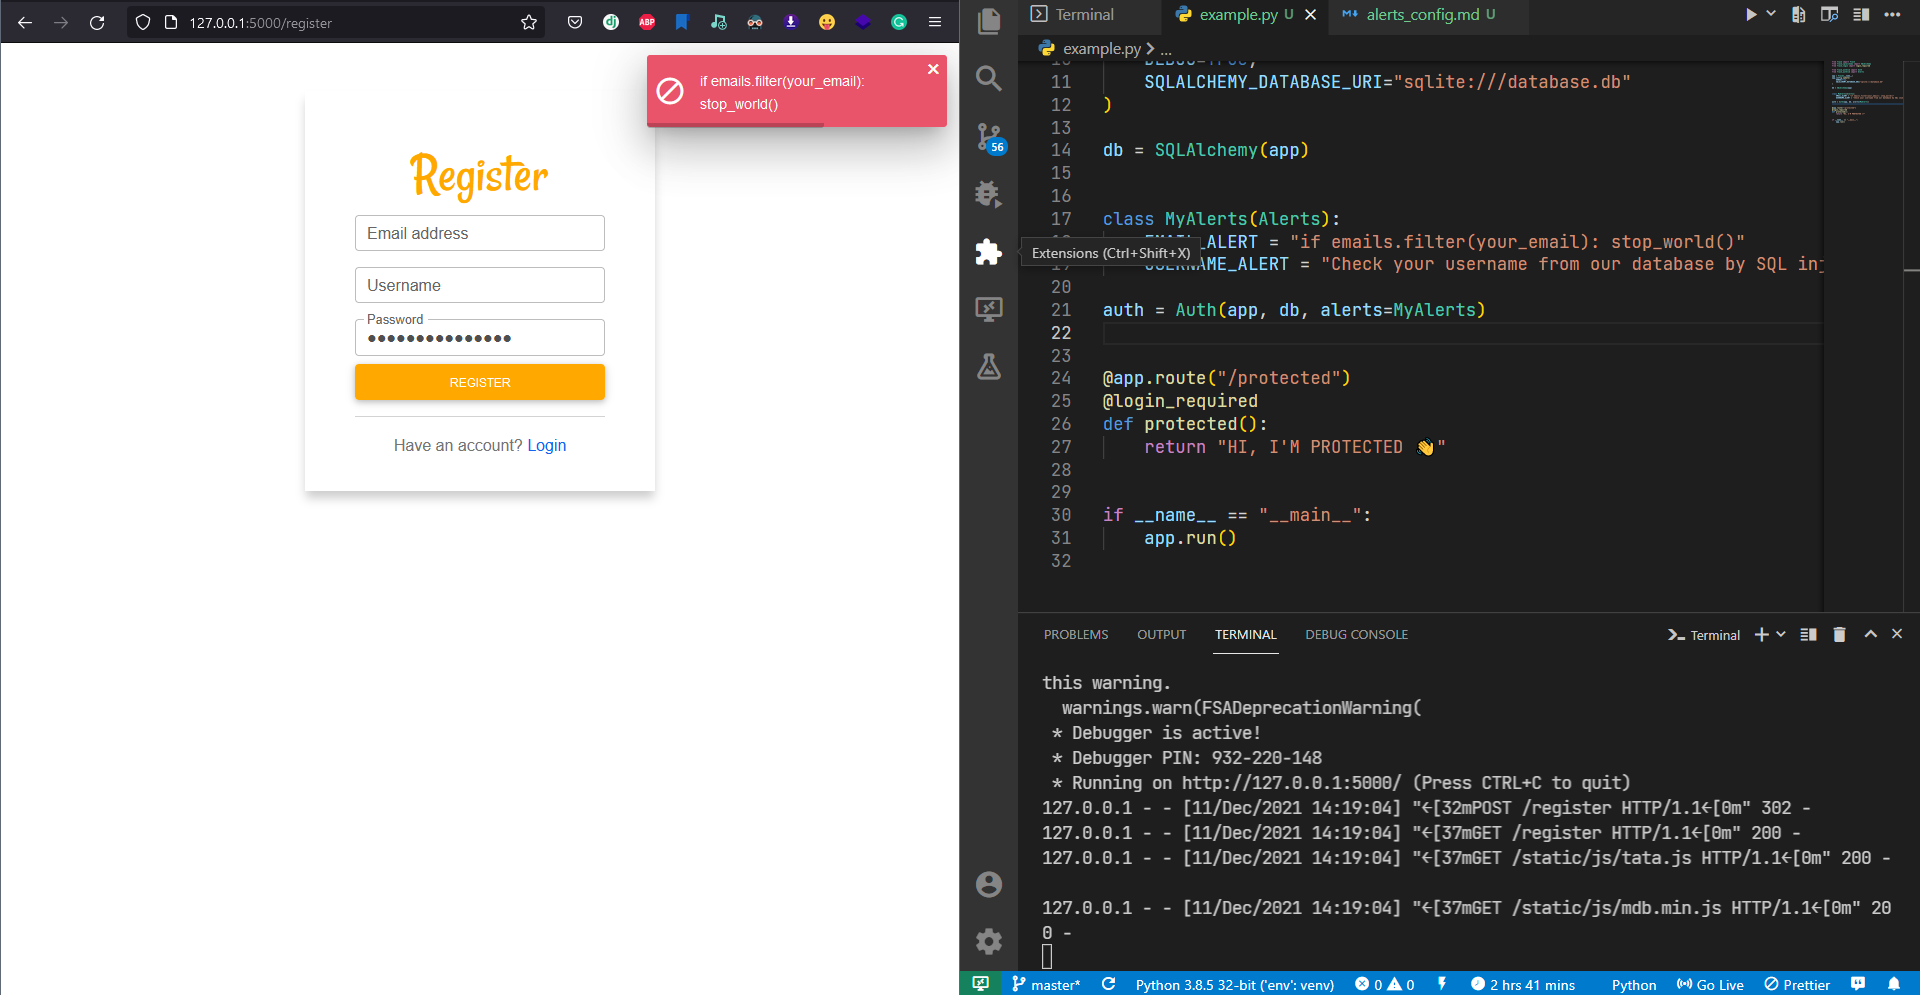 127.0.0.1:5000/register
ABP
if emails.filter(your_email):
stop_world()
Register
Email address
Username
Password
REGISTER
Have an account? Login
56
Extensions (Ctrl+Shift+X)
Terminal
example.py U
alerts_config.md U
example.py > ...
11 SQLALCHEMY_DATABASE_URI="sqlite:///database.db"
12 )
13
14 db = SQLAlchemy(app)
15
16
17 class MyAlerts(Alerts):
_ALERT = "if emails.filter(your_email): stop_world()"
USERNAME_ALERT = "Check your username from our database by SQL in
20
21 auth = Auth(app, db, alerts=MyAlerts)
22
23
24 @app.route("/protected")
25 @login_required
26 def protected():
27 return "HI, I'M PROTECTED 👋"
28
29
30 if __name__ == "__main__":
31 app.run()
32
PROBLEMS OUTPUT TERMINAL DEBUG CONSOLE
Terminal
this warning.
warnings.warn(FSADeprecationWarning(
* Debugger is active!
* Debugger PIN: 932-220-148
* Running on http://127.0.0.1:5000/ (Press CTRL+C to quit)
127.0.0.1 - - [11/Dec/2021 14:19:04] "←[32mPOST /register HTTP/1.1←[0m" 302 -
127.0.0.1 - - [11/Dec/2021 14:19:04] "←[37mGET /register HTTP/1.1←[0m" 200 -
127.0.0.1 - - [11/Dec/2021 14:19:04] "←[37mGET /static/js/tata.js HTTP/1.1←[0m" 200 -
127.0.0.1 - - [11/Dec/2021 14:19:04] "←[37mGET /static/js/mdb.min.js HTTP/1.1←[0m" 20
0 -
master* Python 3.8.5 32-bit ('env': venv) 0 0 2 hrs 41 mins Python Go Live Prettier